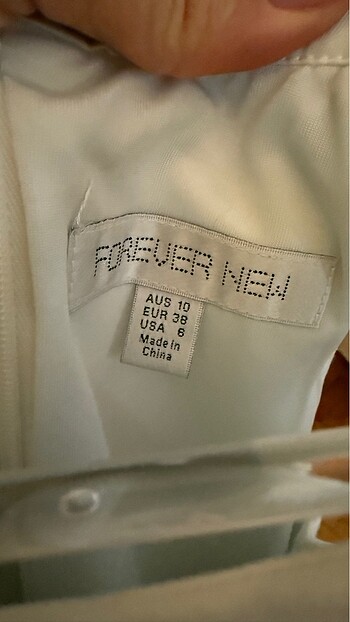 FOREVER NEW
AUS 10
EUR 38
USA 6
Made in
China